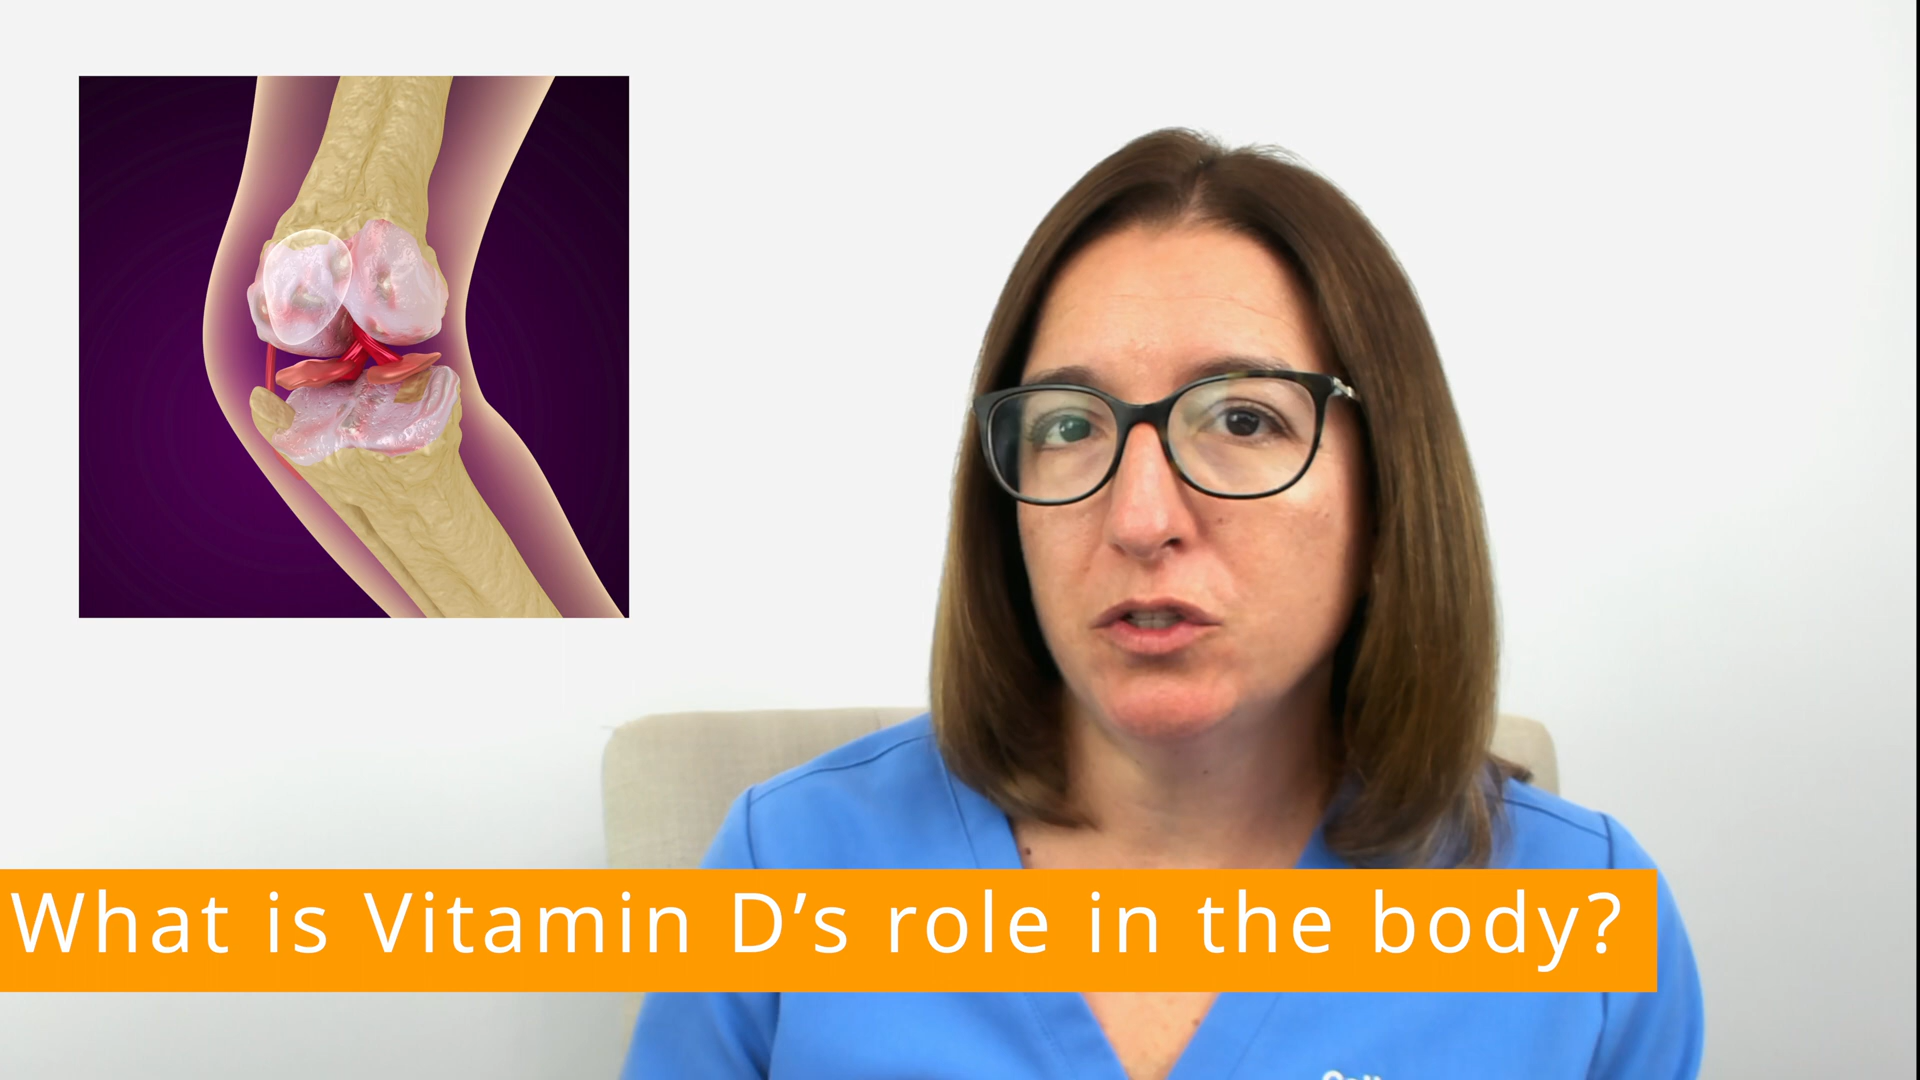 What is Vitamin D’s role in the body?